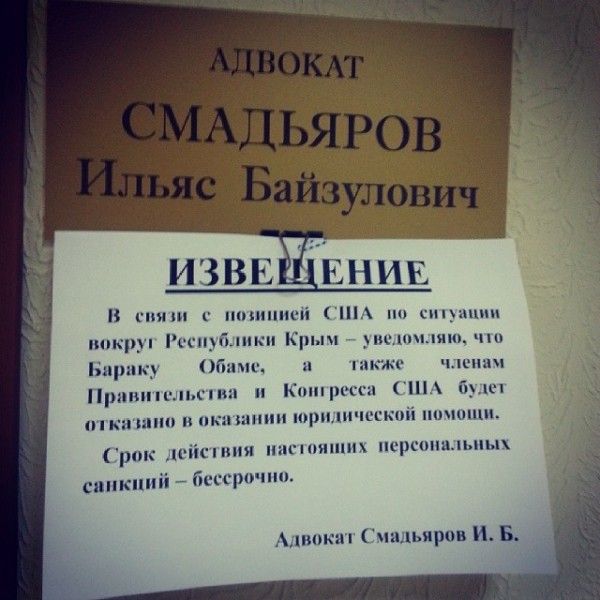 АДВОКАТ
СМАДЬЯРОВ
Ильяс Байзулович
ИЗВЕЩЕНИЕ
В связи с позицией США по ситуации
вокруг Республики Крым – уведомляю, что
Бараку Обаме, а также членам
Правительства и Конгресса США будет
отказано в оказании юридической помощи.
Срок действия настоящих персональных
санкций – бессрочно.
Адвокат Смадьяров И. Б.